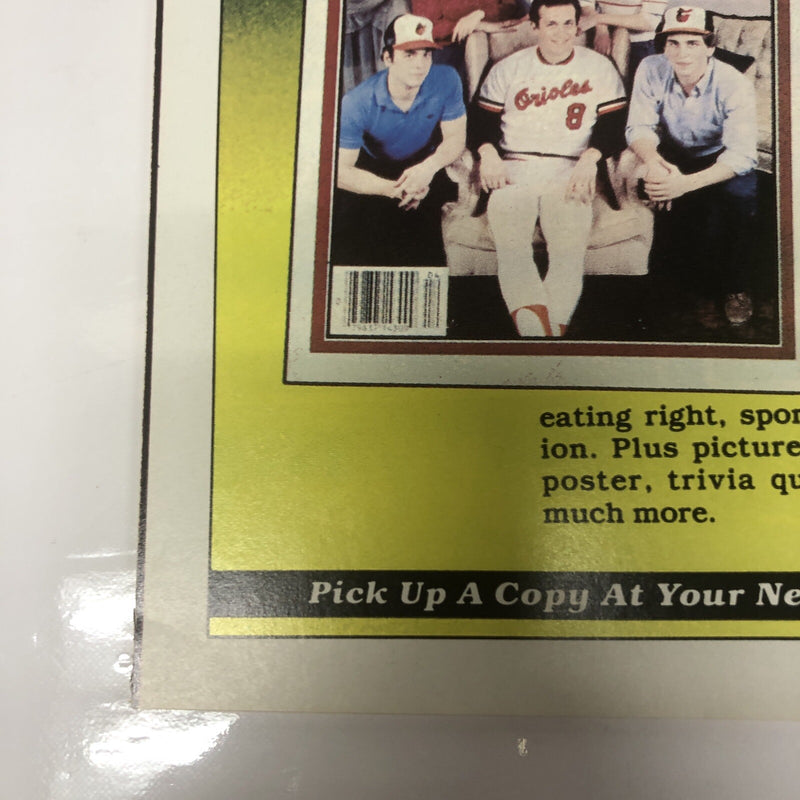 Orioles
8
04
eating right, spor
ion. Plus picture
poster, trivia qu
much more.
Pick Up A Copy At Your Ne